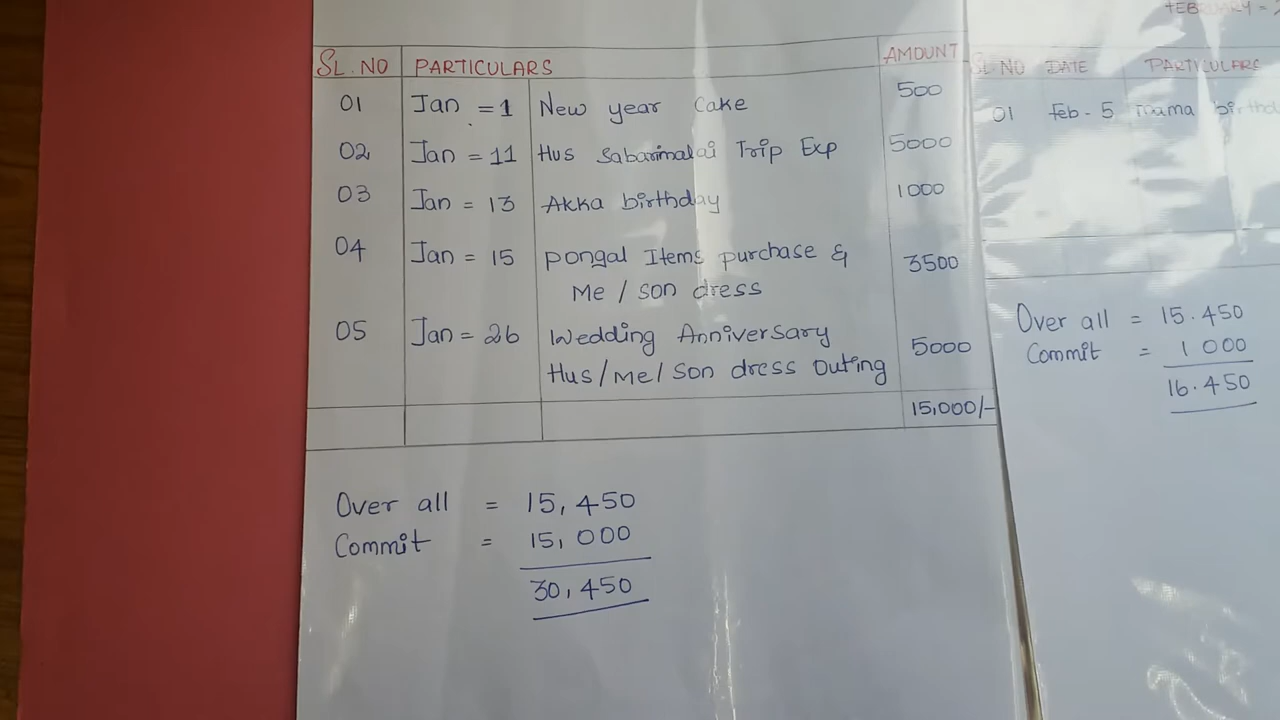 SL. NO PARTICULARS AMOUNT
01 Jan = 1 New year Cake 500
02 Jan = 11 Hus Sabarimalai Trip Exp 5000
03 Jan = 13 Akka birthday 1000
04 Jan = 15 Pongal Items purchase & 3500
Me / Son dress
05 Jan = 26 Wedding Anniversary 5000
Hus/Me/Son dress Outing
15,000/-
Over all = 15,450
Commit = 15,000
30,450
FEBRUARY =
SL NO DATE PARTICULARS
01 Feb - 5 mama
Over all = 15.450
Commit = 1 000
16.450